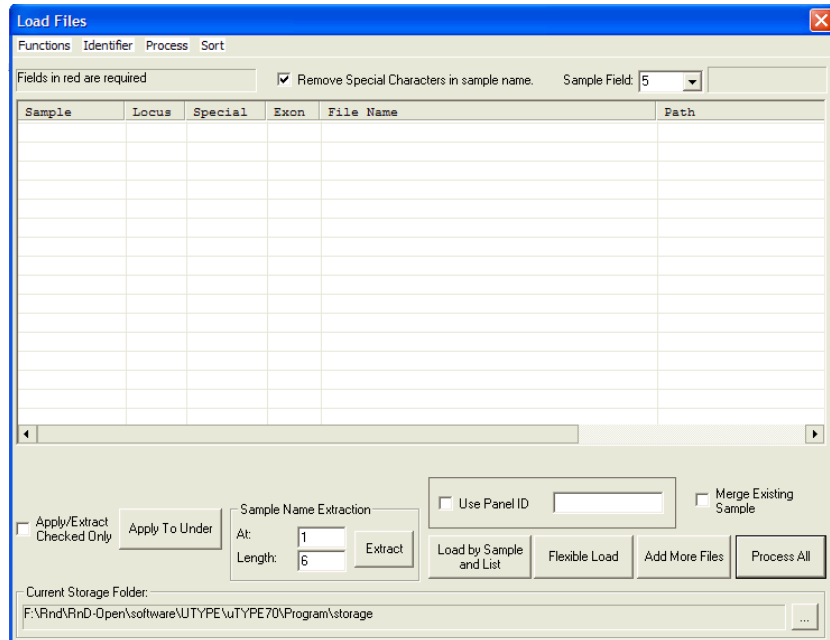 Load Files
Functions Identifier Process Sort
Fields in red are required
Remove Special Characters in sample name.
Sample Field: 5
Sample Locus Special Exon File Name Path
Use Panel ID
Merge Existing
Sample
Apply/Extract
Checked Only
Apply To Under
Sample Name Extraction
At: 1
Length: 6
Extract
Load by Sample
and List
Flexible Load
Add More Files
Process All
Current Storage Folder:
F:\Rnd\RnD-Open\software\UTYPE\uTYPE70\Program\storage
...